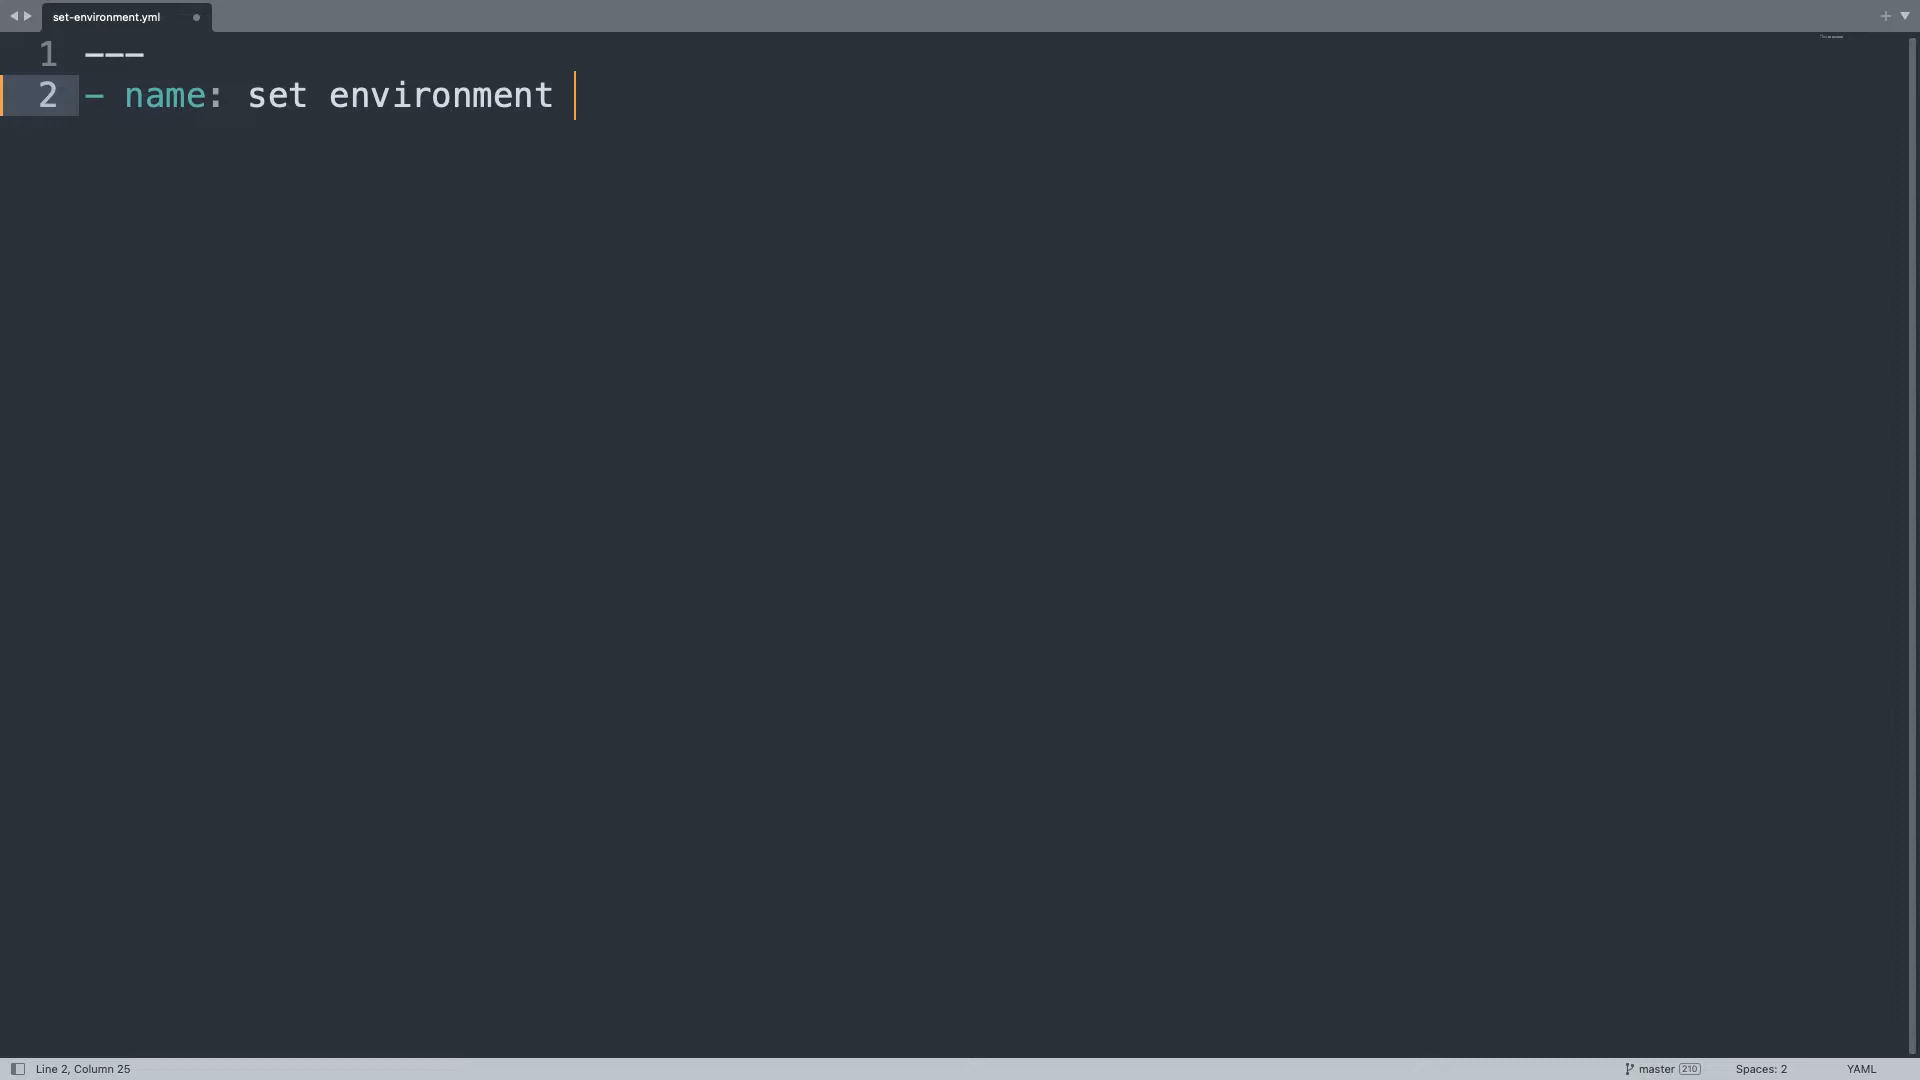 set-environment.yml
1 ---
2 - name: set environment
Line 2, Column 25
master 210
Spaces: 2
YAML